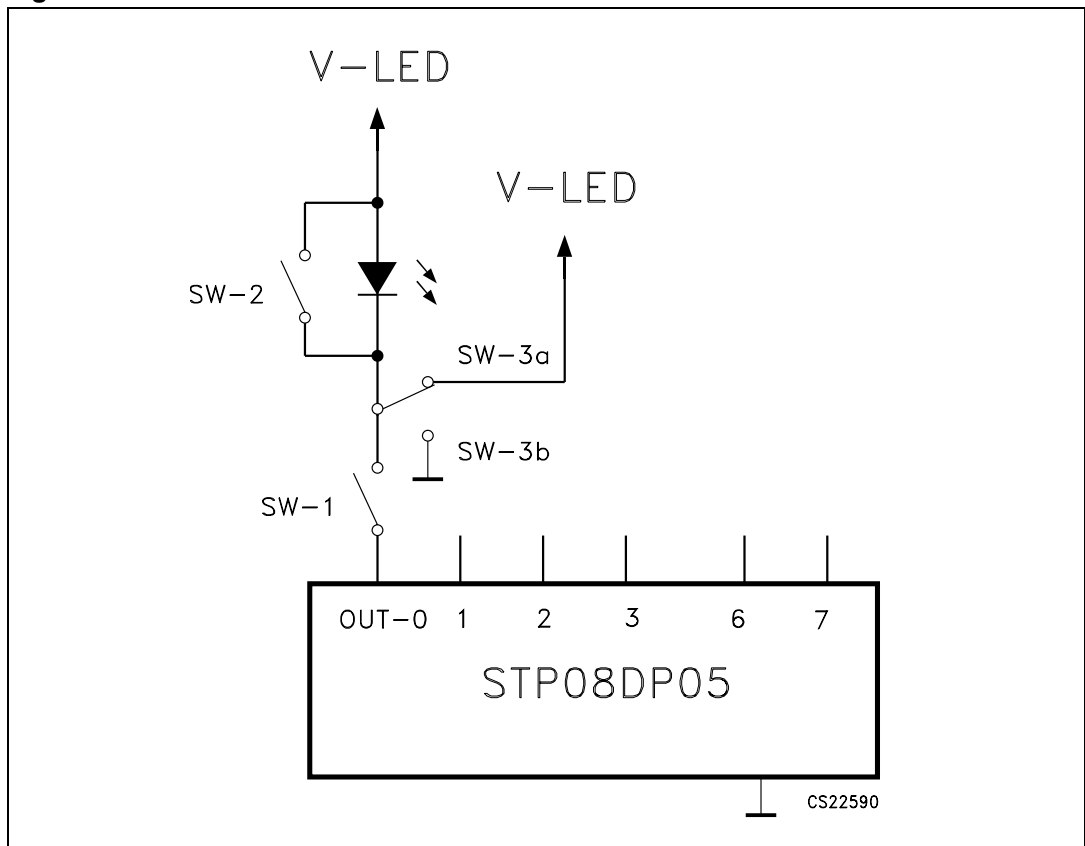 V-LED
V-LED
SW-2
SW-3a
SW-3b
SW-1
OUT-0 1 2 3 6 7
STP08DP05
CS22590